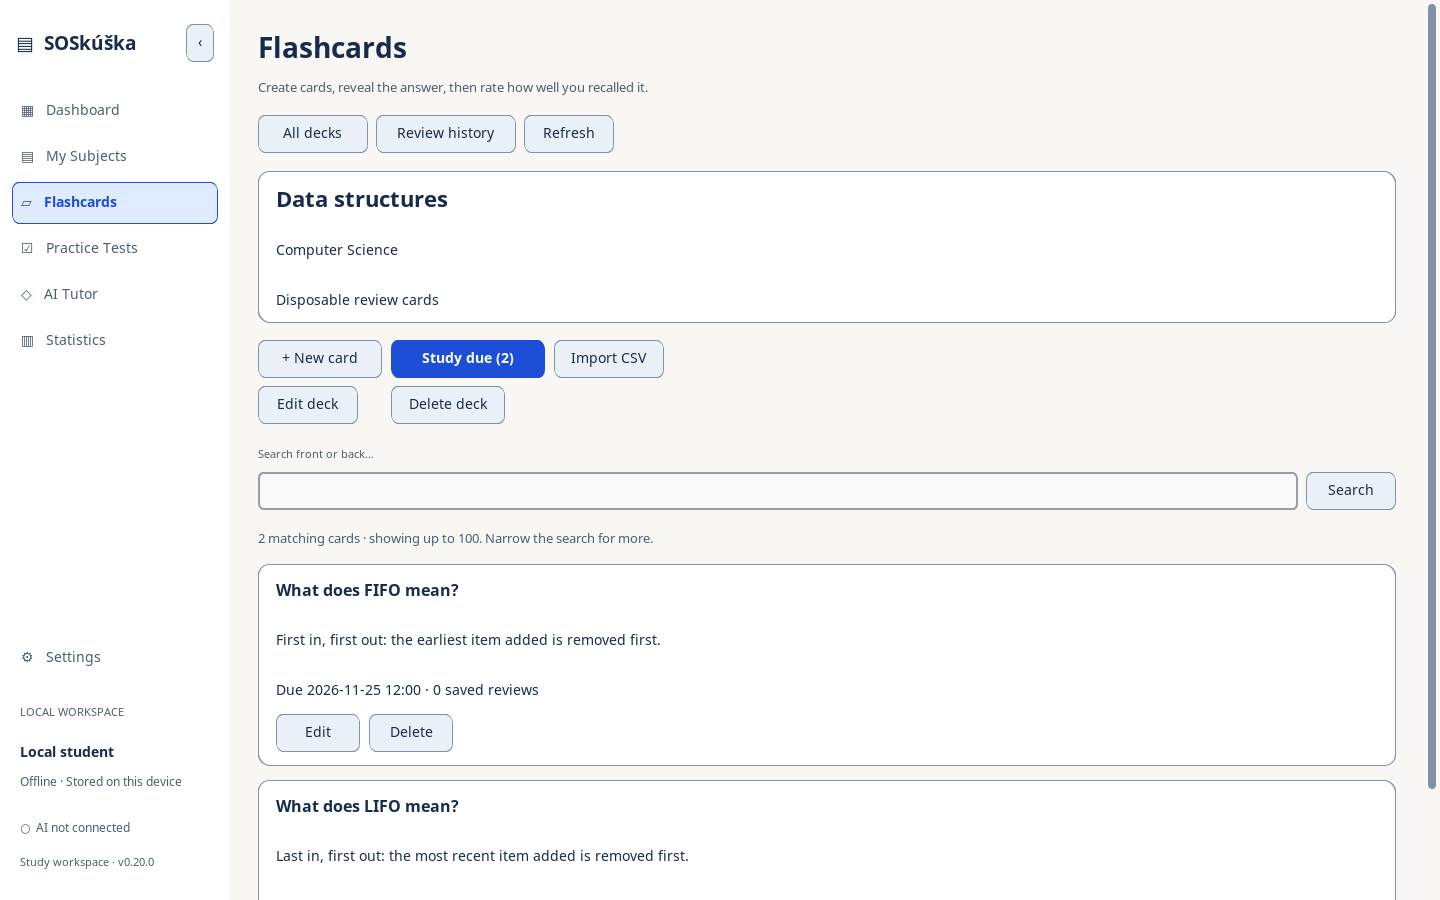 SOSkúška
‹
Dashboard
My Subjects
Flashcards
Practice Tests
AI Tutor
Statistics
Settings
LOCAL WORKSPACE
Local student
Offline · Stored on this device
AI not connected
Study workspace · v0.20.0
Flashcards
Create cards, reveal the answer, then rate how well you recalled it.
All decks
Review history
Refresh
Data structures
Computer Science
Disposable review cards
+ New card
Study due (2)
Import CSV
Edit deck
Delete deck
Search front or back...
Search
2 matching cards · showing up to 100. Narrow the search for more.
What does FIFO mean?
First in, first out: the earliest item added is removed first.
Due 2026-11-25 12:00 · 0 saved reviews
Edit
Delete
What does LIFO mean?
Last in, first out: the most recent item added is removed first.